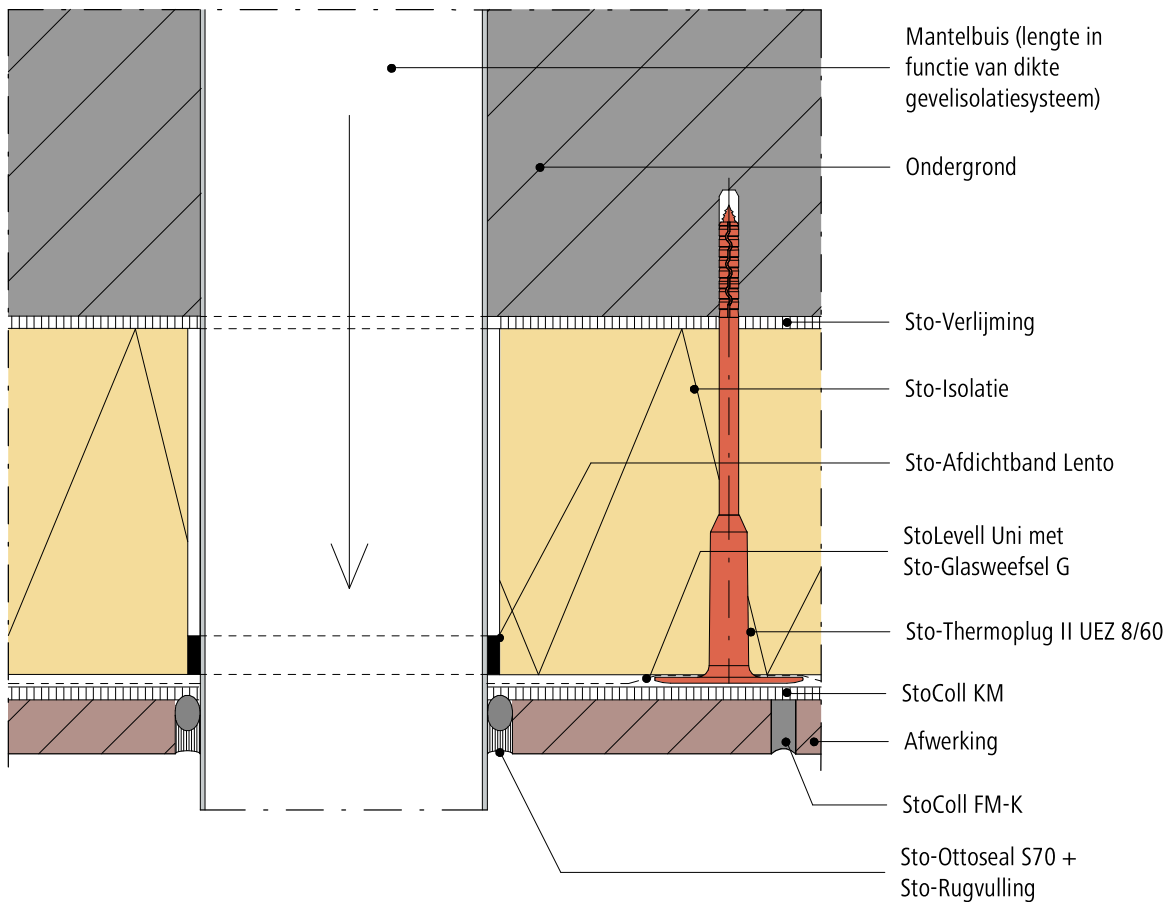 Mantelbuis (lengte in
functie van dikte
gevelisolatiesysteem)
Ondergrond
Sto-Verlijming
Sto-Isolatie
Sto-Afdichtband Lento
StoLevell Uni met
Sto-Glasweefsel G
Sto-Thermoplug II UEZ 8/60
StoColl KM
Afwerking
StoColl FM-K
Sto-Ottoseal S70 +
Sto-Rugvulling